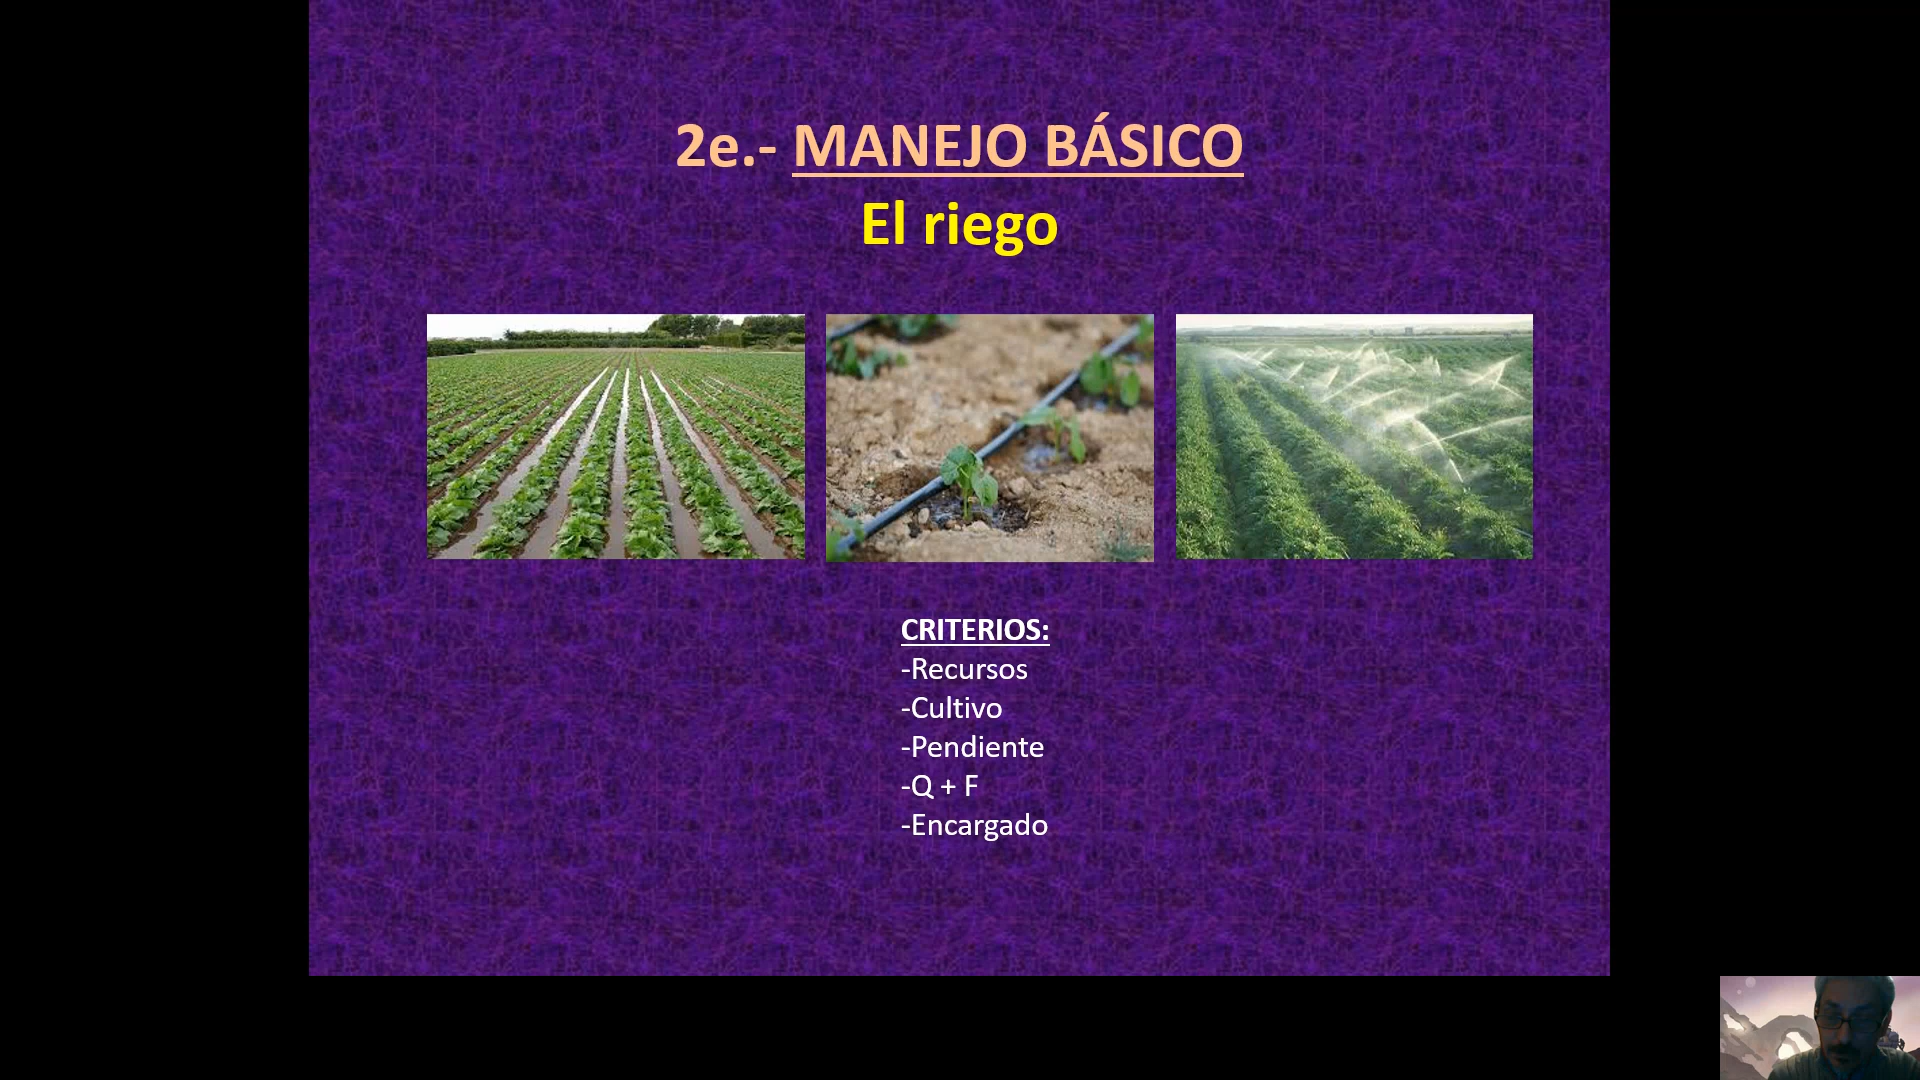 2e.- MANEJO BÁSICO
El riego
CRITERIOS:
-Recursos
-Cultivo
-Pendiente
-Q + F
-Encargado